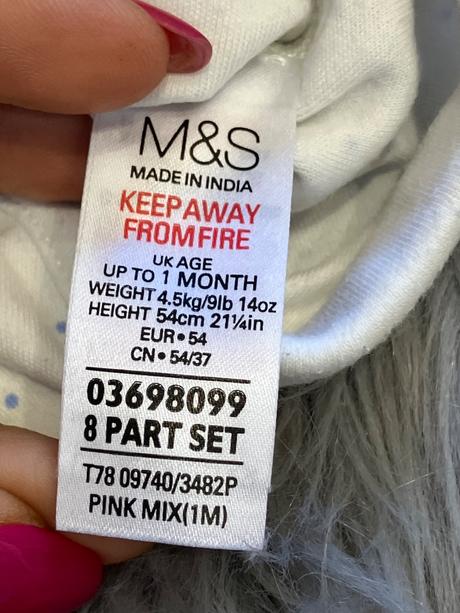 M&S
MADE IN INDIA
KEEP AWAY
FROM FIRE
UK AGE
UP TO 1 MONTH
WEIGHT 4.5kg/9lb 14oz
HEIGHT 54cm 21¼in
EUR•54
CN•54/37
03698099
8 PART SET
T78 09740/3482P
PINK MIX(1M)